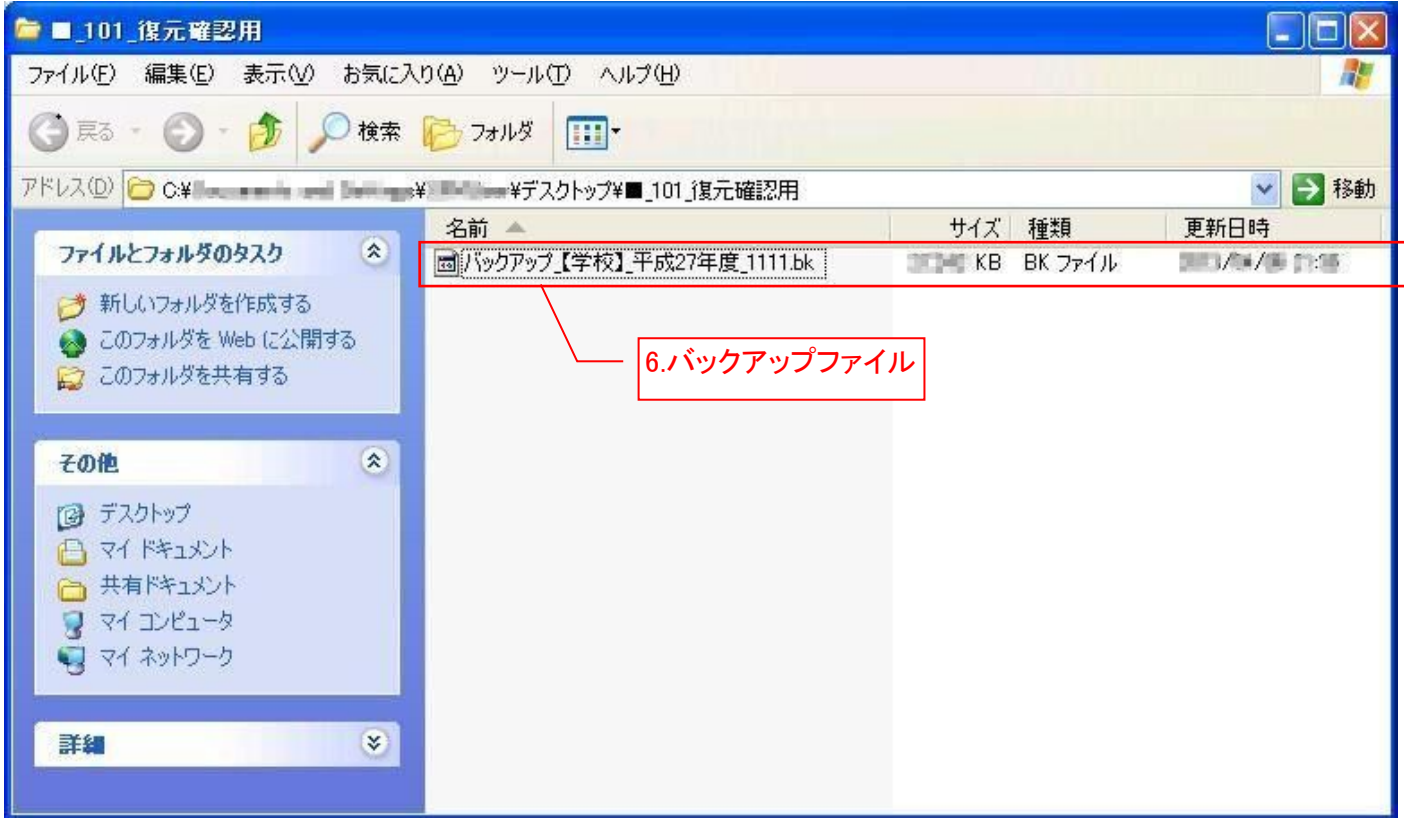 ■_101_復元確認用
ファイル(F) 編集(E) 表示(V) お気に入り(A) ツール(T) ヘルプ(H)
戻る 検索 フォルダ
アドレス(D) C:¥ ¥ ¥デスクトップ¥■_101_復元確認用 移動
名前 サイズ 種類 更新日時
バックアップ_【学校】_平成27年度_1111.bk KB BK ファイル
6.バックアップファイル
ファイルとフォルダのタスク
新しいフォルダを作成する
このフォルダを Web に公開する
このフォルダを共有する
その他
デスクトップ
マイ ドキュメント
共有ドキュメント
マイ コンピュータ
マイ ネットワーク
詳細